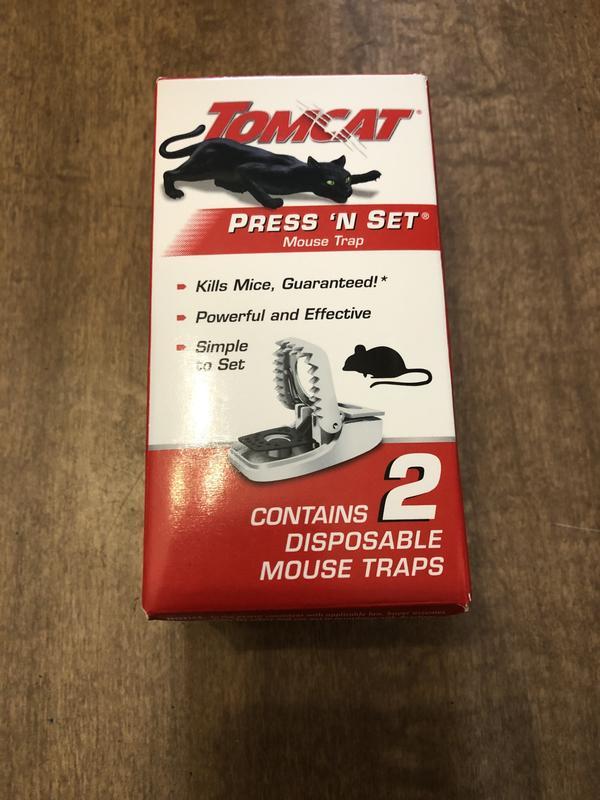 TOMCAT®
PRESS 'N SET®
Mouse Trap
Kills Mice, Guaranteed!*
Powerful and Effective
Simple
to Set
CONTAINS 2
DISPOSABLE
MOUSE TRAPS